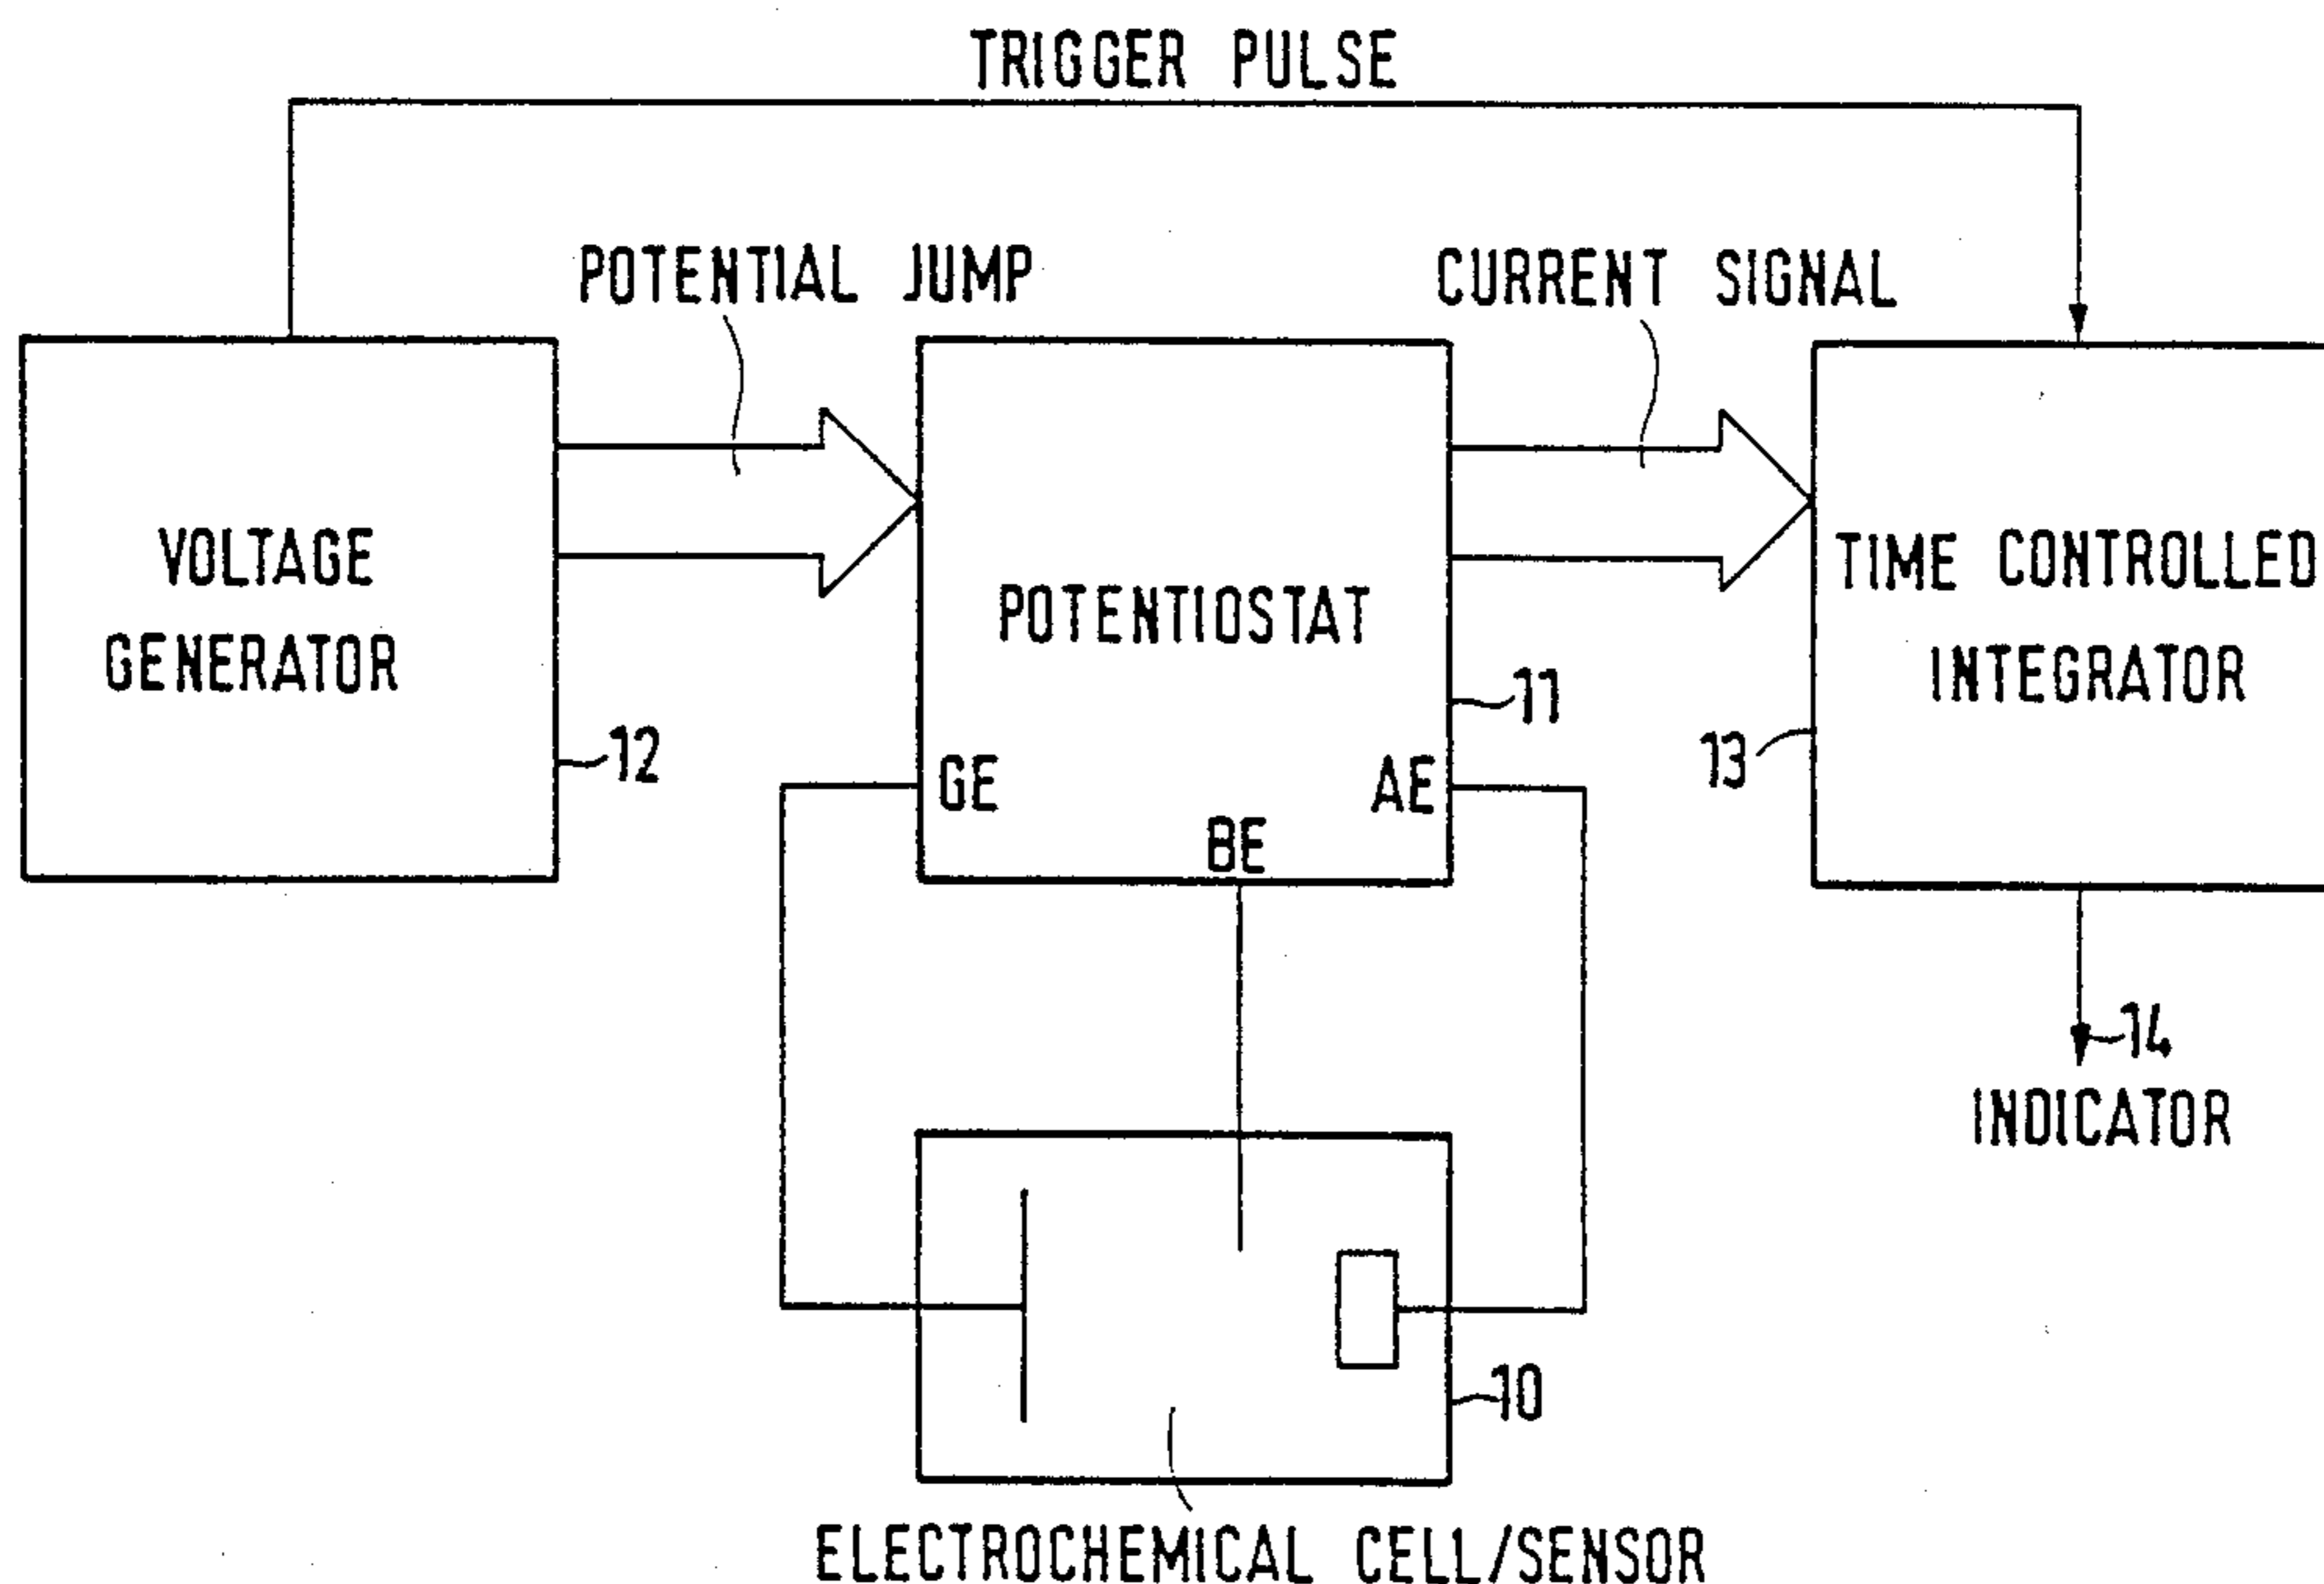 TRIGGER PULSE
POTENTIAL JUMP
CURRENT SIGNAL
VOLTAGE
GENERATOR
12
POTENTIOSTAT
11
GE
BE
AE
TIME CONTROLLED
INTEGRATOR
13
14
INDICATOR
10
ELECTROCHEMICAL CELL/SENSOR